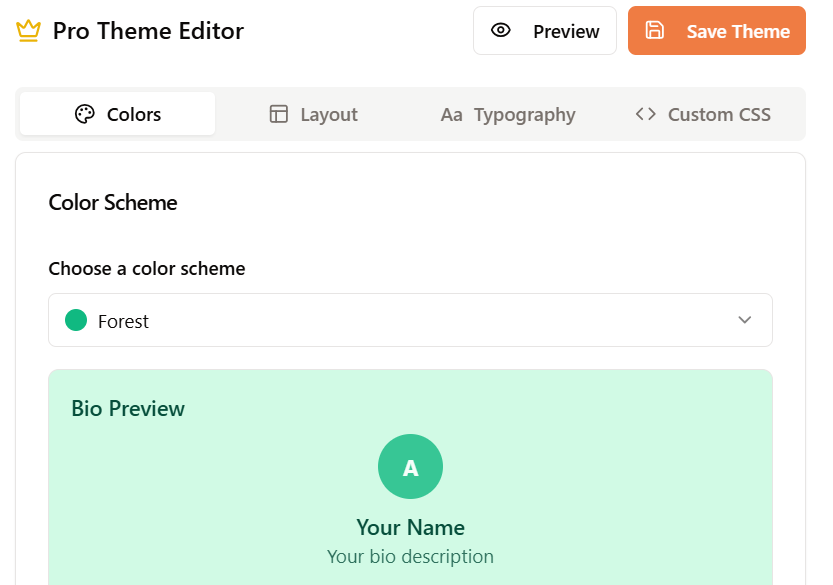 Pro Theme Editor
Preview
Save Theme
Colors
Layout
Aa Typography
Custom CSS
Color Scheme
Choose a color scheme
Forest
Bio Preview
A
Your Name
Your bio description